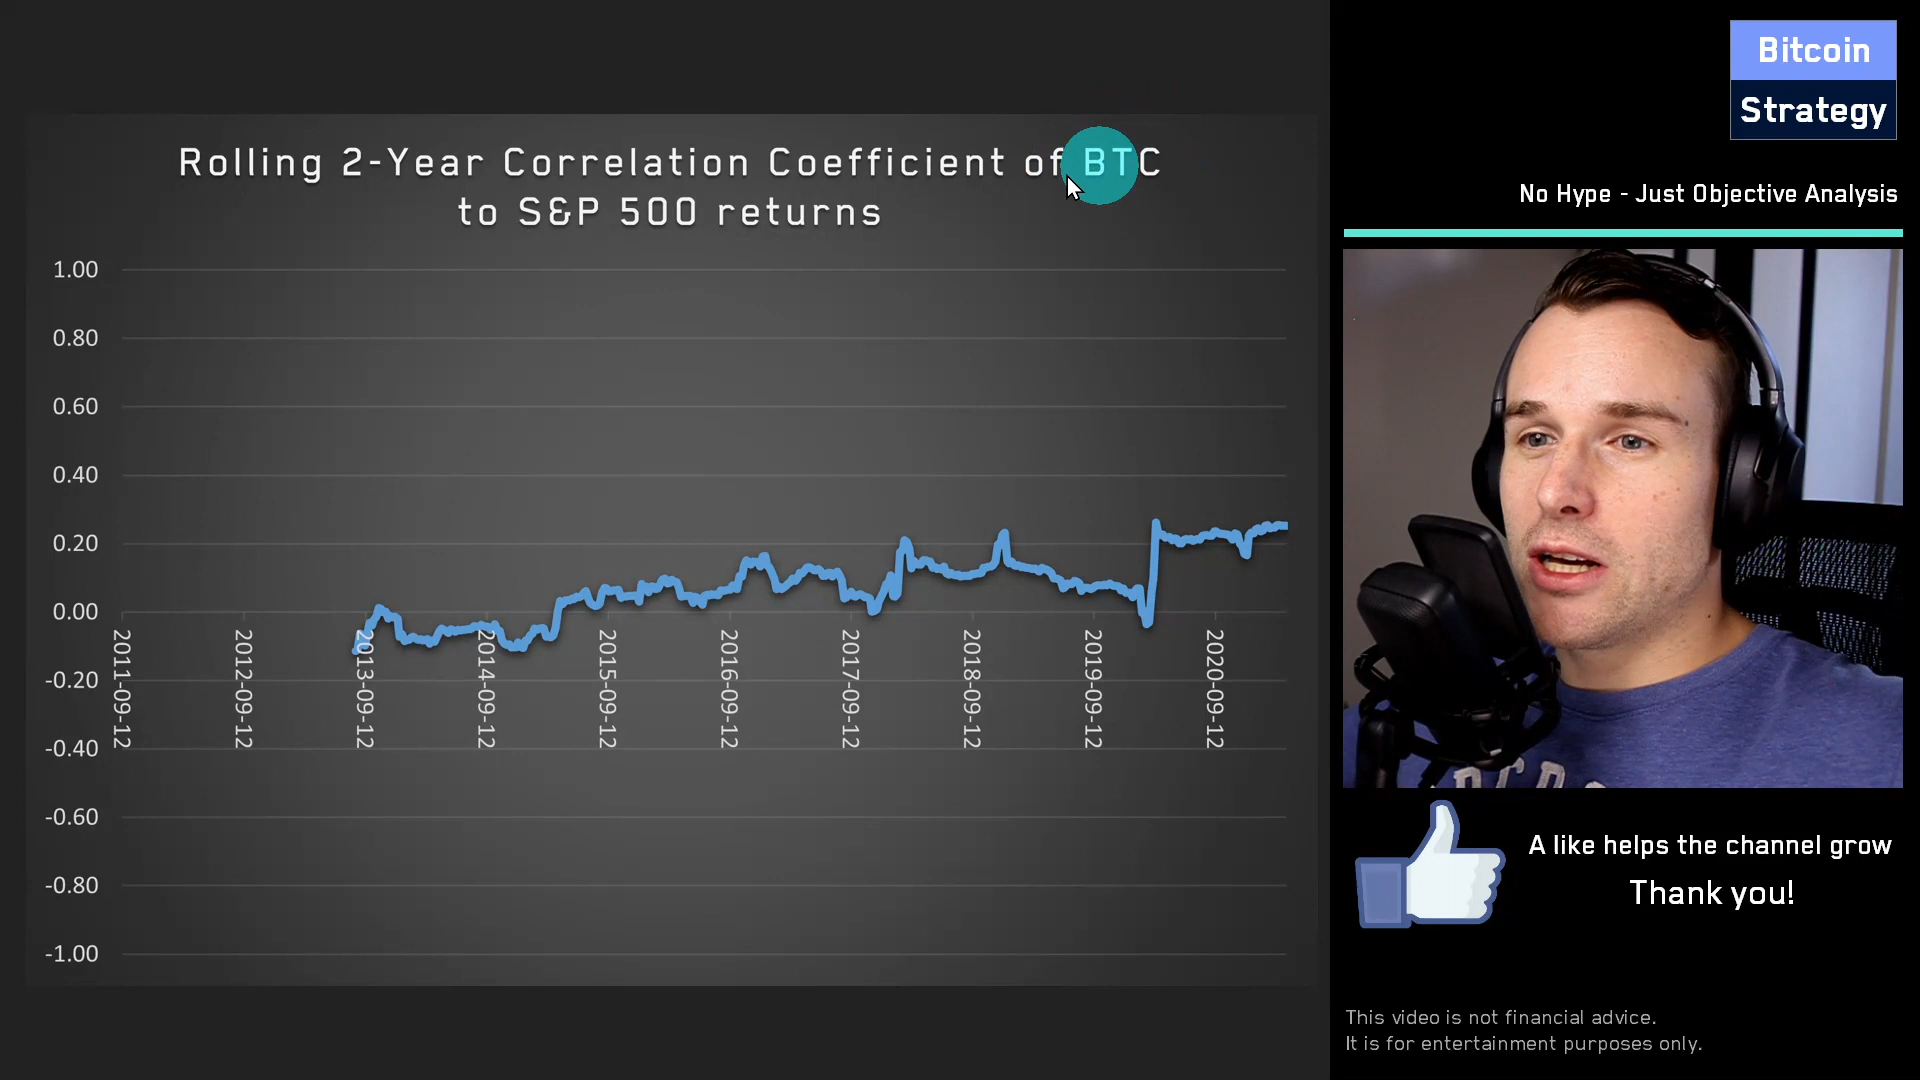 Rolling 2-Year Correlation Coefficient of BTC
to S&P 500 returns
1.00
0.80
0.60
0.40
0.20
0.00
-0.20
-0.40
-0.60
-0.80
-1.00
2011-09-12
2012-09-12
2013-09-12
2014-09-12
2015-09-12
2016-09-12
2017-09-12
2018-09-12
2019-09-12
2020-09-12
Bitcoin
Strategy
No Hype - Just Objective Analysis
A like helps the channel grow
Thank you!
This video is not financial advice.
It is for entertainment purposes only.